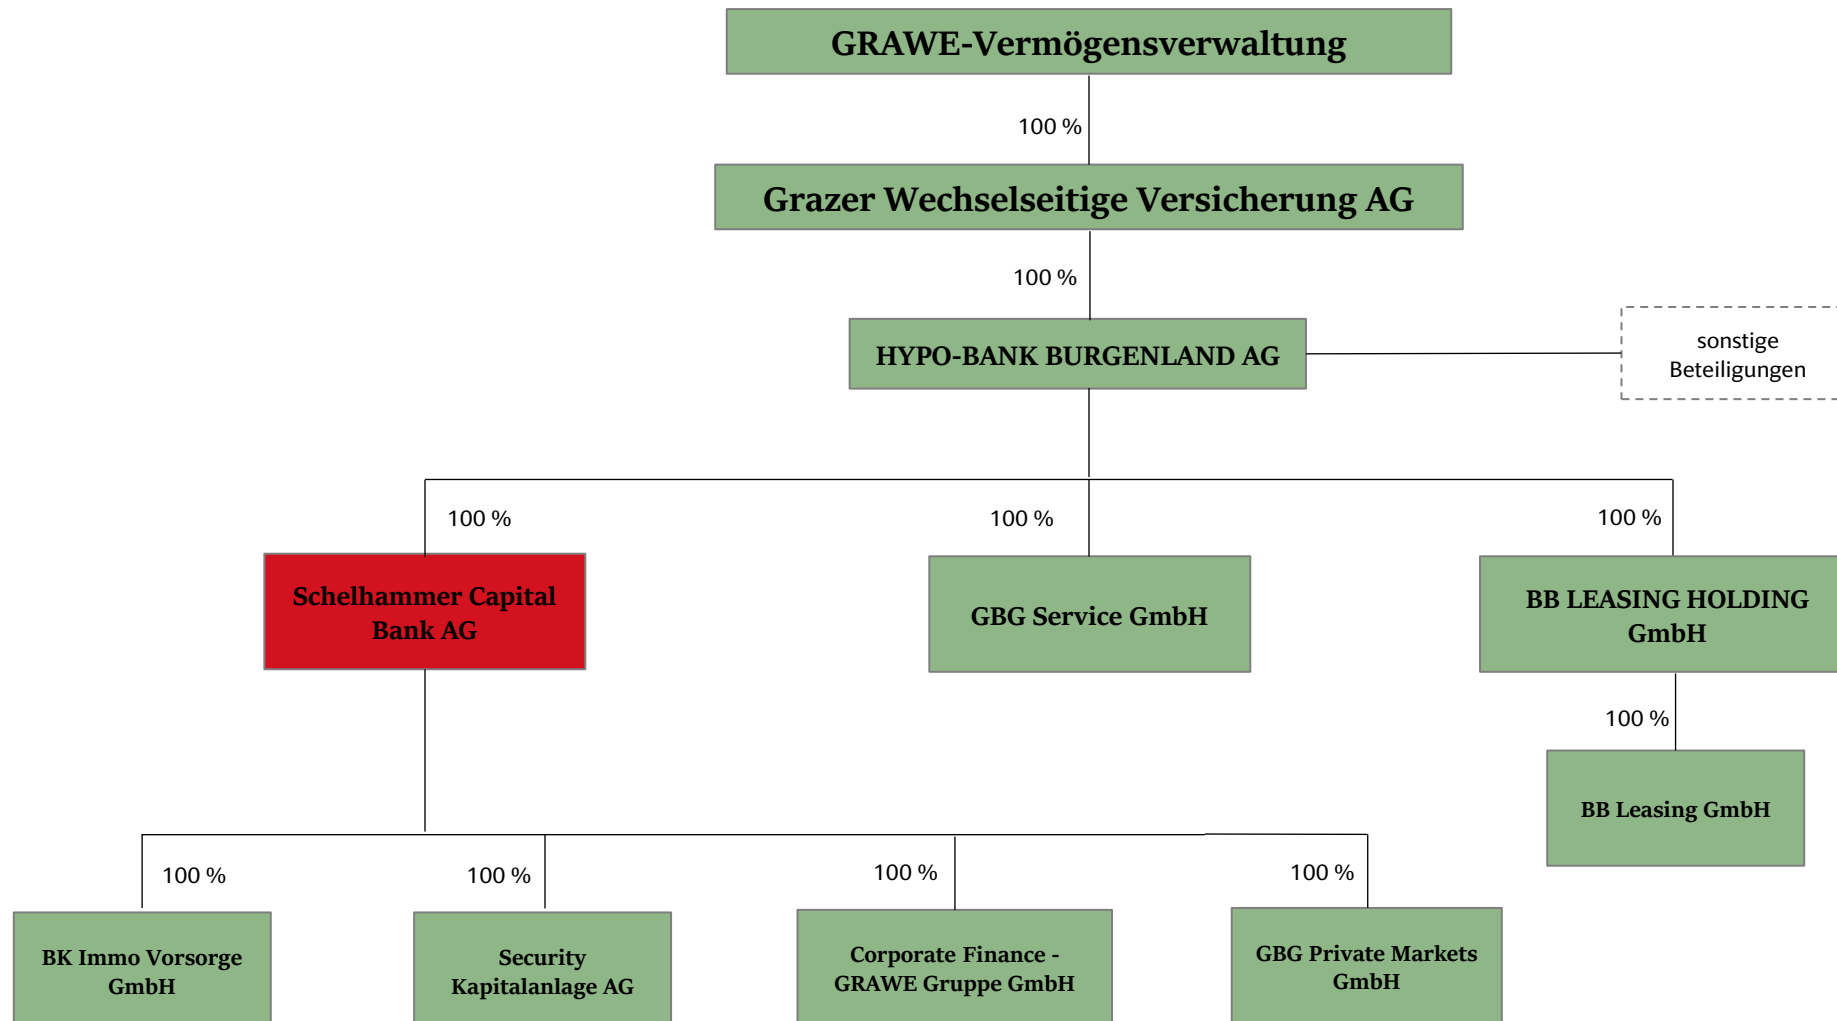 GRAWE-Vermögensverwaltung
100 %
Grazer Wechselseitige Versicherung AG
100 %
HYPO-BANK BURGENLAND AG
sonstige
Beteiligungen
100 %
100 %
100 %
Schelhammer Capital
Bank AG
GBG Service GmbH
BB LEASING HOLDING
GmbH
100 %
BB Leasing GmbH
100 %
100 %
100 %
100 %
BK Immo Vorsorge
GmbH
Security
Kapitalanlage AG
Corporate Finance -
GRAWE Gruppe GmbH
GBG Private Markets
GmbH